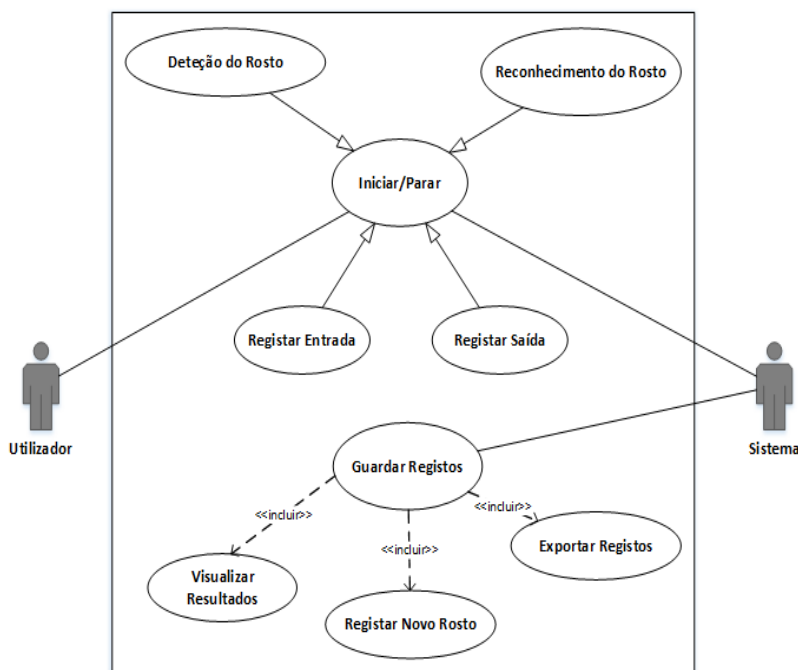 Deteção do Rosto
Reconhecimento do Rosto
Iniciar/Parar
Registar Entrada
Registar Saída
Utilizador
Sistema
Guardar Registos
<<incluir>>
<<incluir>>
<<incluir>>
Exportar Registos
Visualizar
Resultados
Registar Novo Rosto